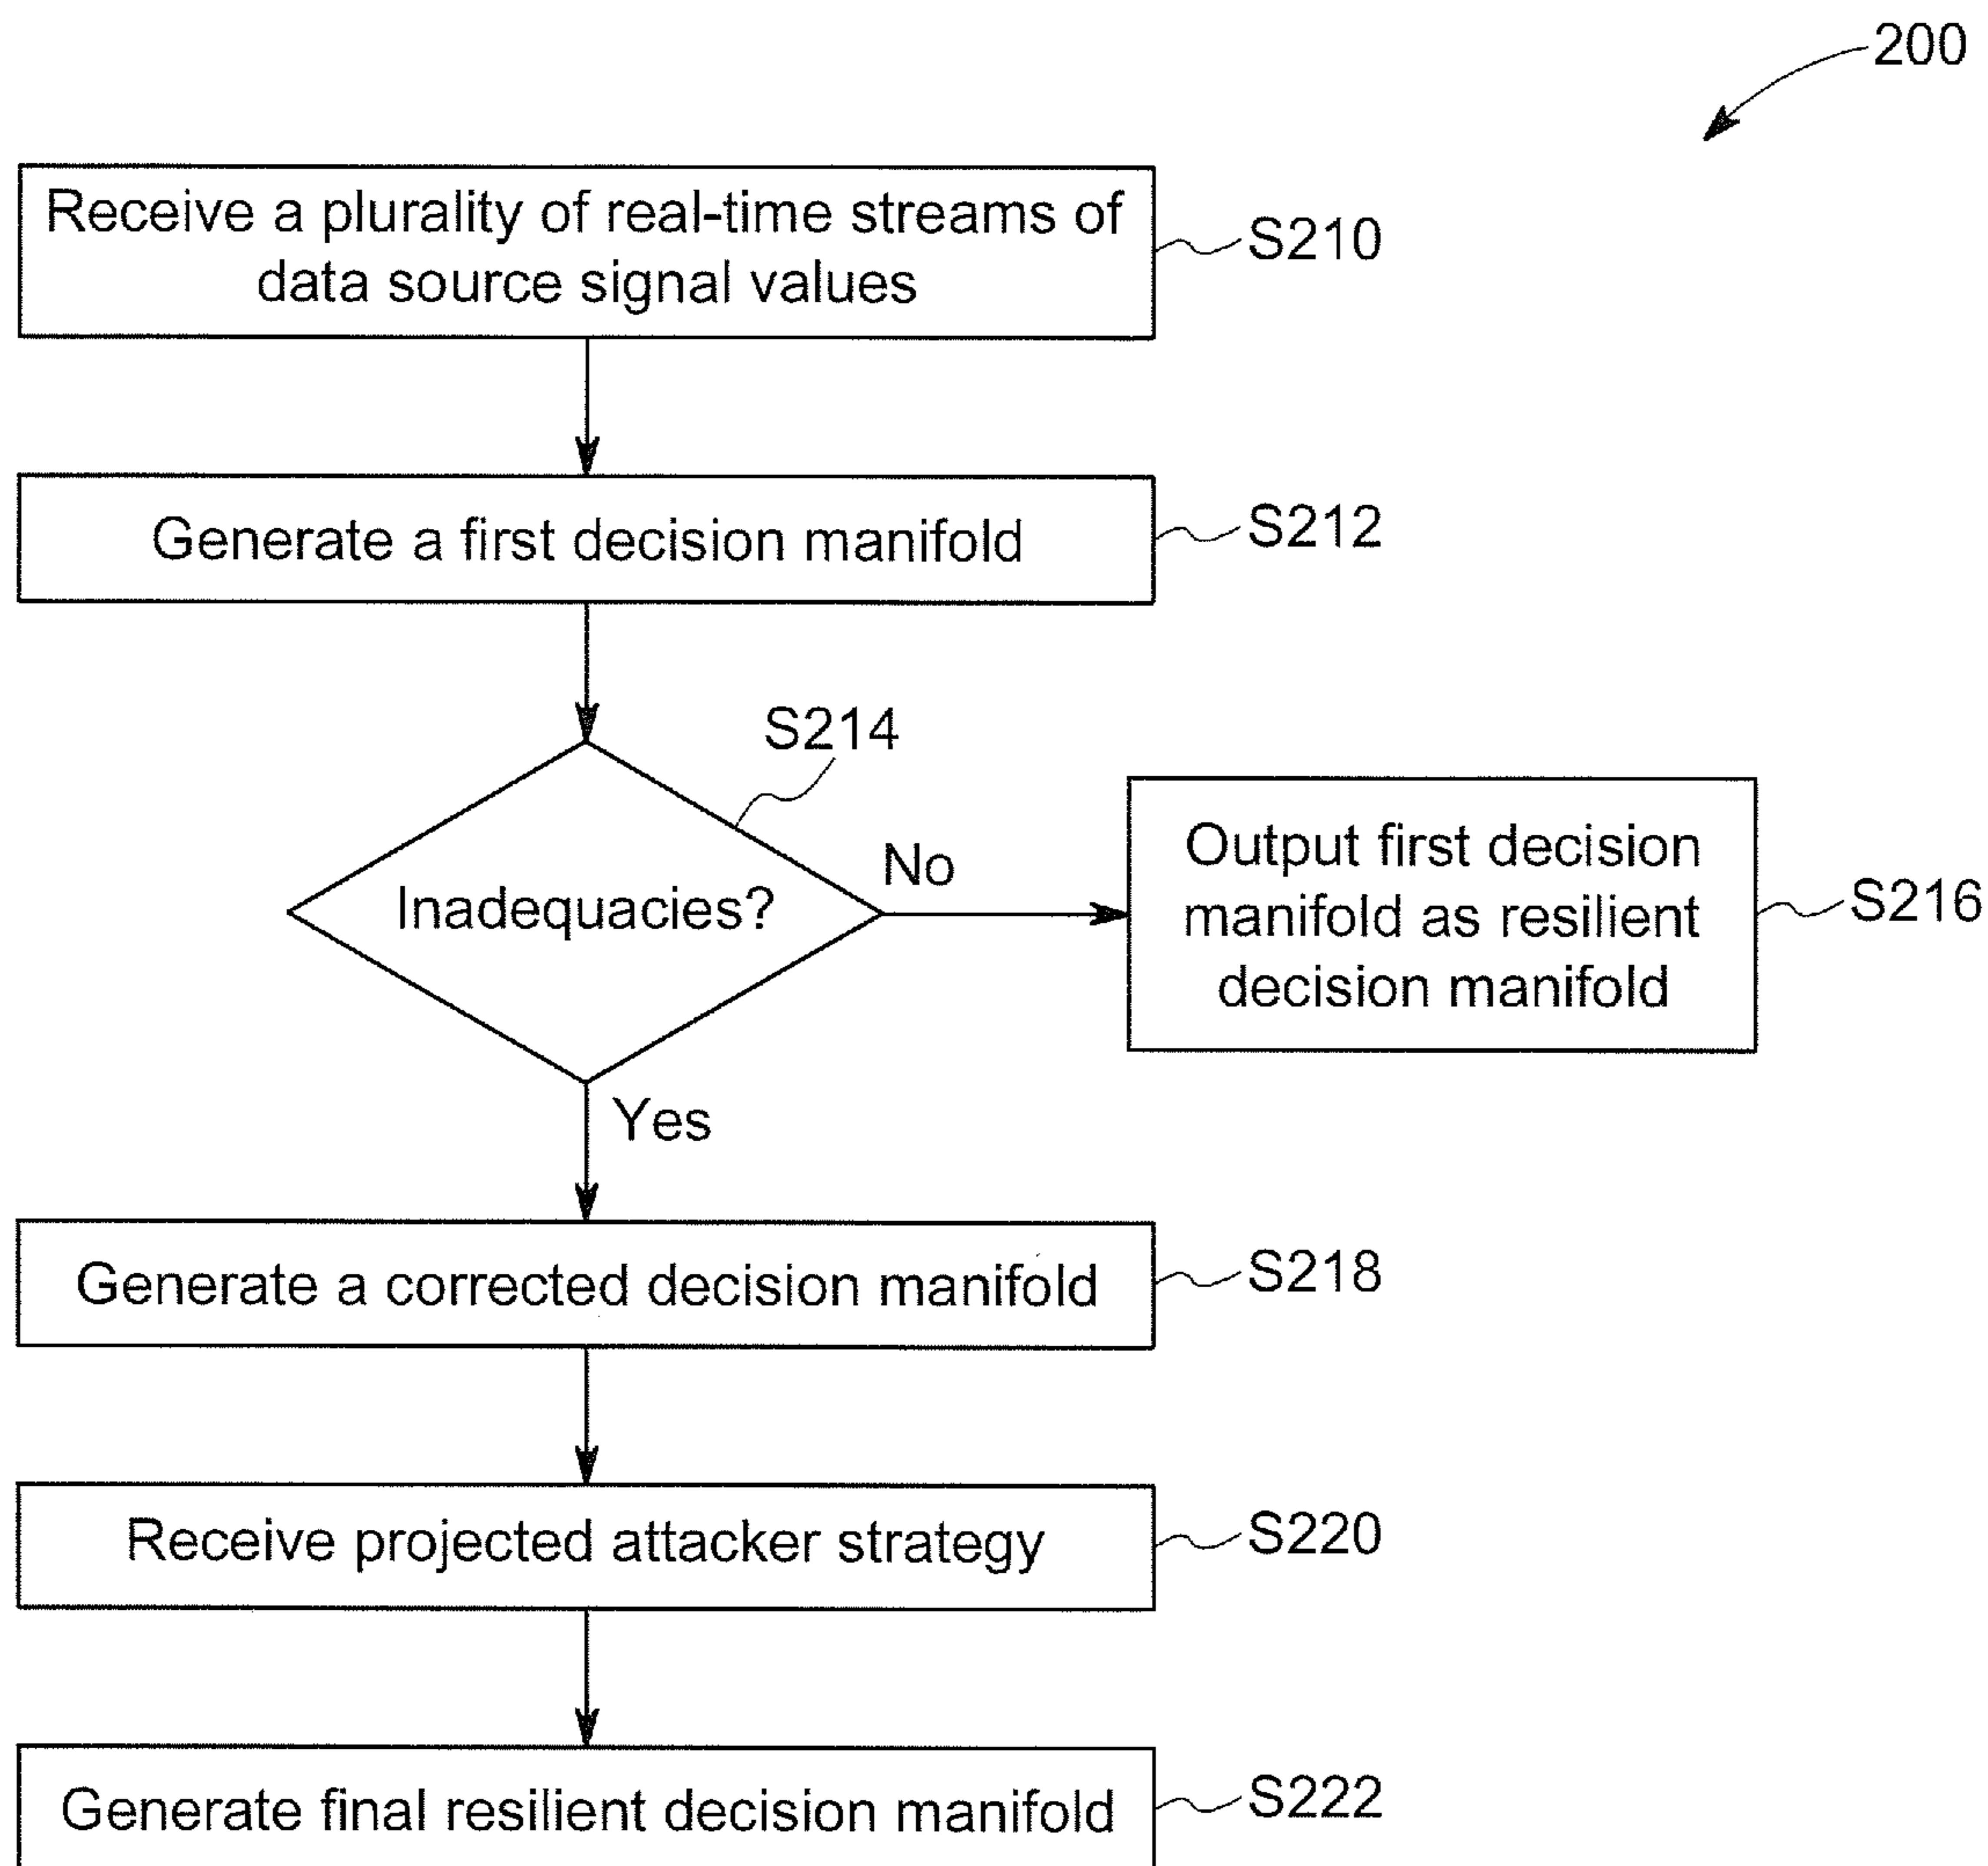 200
Receive a plurality of real-time streams of
data source signal values
S210
Generate a first decision manifold
S212
S214
Inadequacies?
No
Output first decision
manifold as resilient
decision manifold
S216
Yes
Generate a corrected decision manifold
S218
Receive projected attacker strategy
S220
Generate final resilient decision manifold
S222